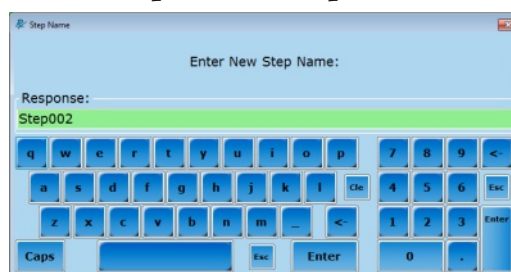 Step Name
Enter New Step Name:
Response:
Step002
q w e r t y u i o p 7 8 9 <-
a s d f g h j k l Cle 4 5 6 Esc
z x c v b n m _ <- 1 2 3 Enter
Caps Esc Enter 0 .